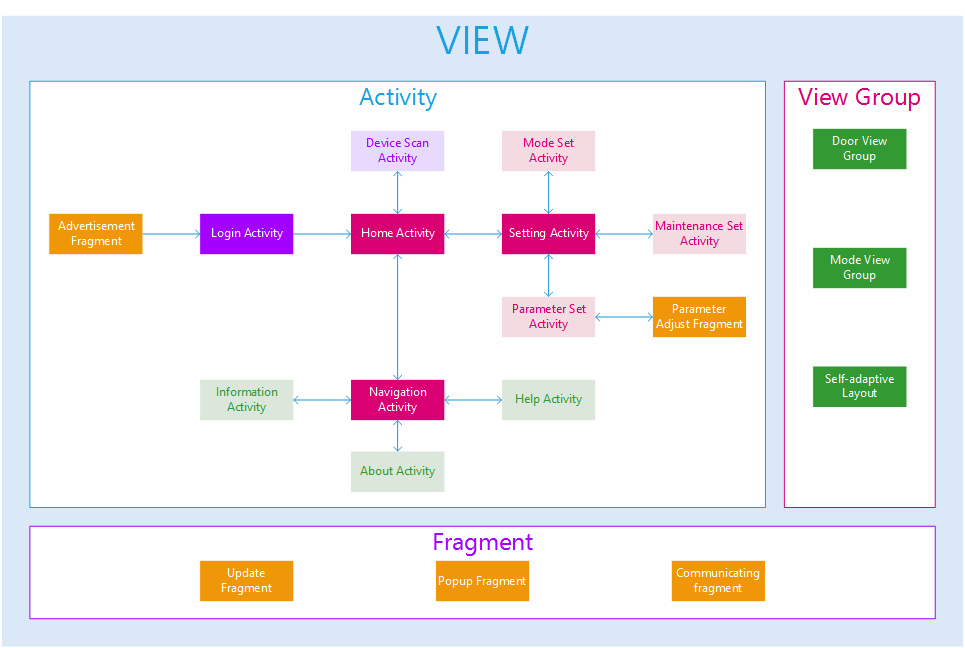 VIEW
Activity
View Group
Device Scan
Activity
Mode Set
Activity
Door View
Group
Advertisement
Fragment
Login Activity
Home Activity
Setting Activity
Maintenance Set
Activity
Mode View
Group
Parameter Set
Activity
Parameter
Adjust Fragment
Information
Activity
Navigation
Activity
Help Activity
Self-adaptive
Layout
About Activity
Fragment
Update
Fragment
Popup Fragment
Communicating
fragment